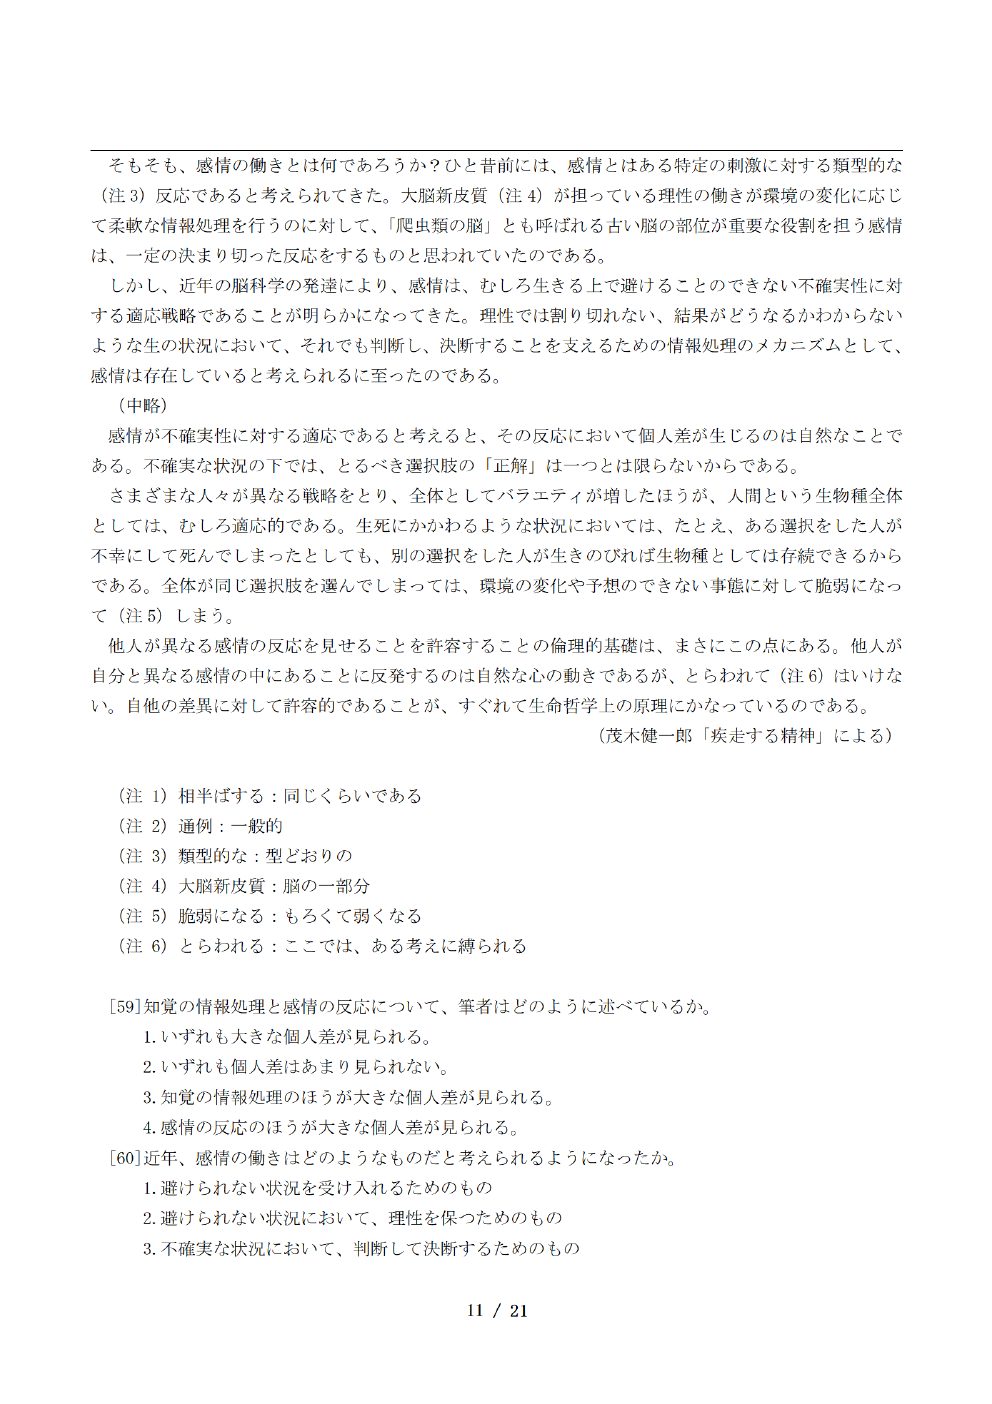 そもそも、感情の働きとは何であろうか？ひと昔前には、感情とはある特定の刺激に対する類型的な
（注 3）反応であると考えられてきた。大脳新皮質（注 4）が担っている理性の働きが環境の変化に応じ
て柔軟な情報処理を行うのに対して、「爬虫類の脳」とも呼ばれる古い脳の部位が重要な役割を担う感情
は、一定の決まり切った反応をするものと思われていたのである。
しかし、近年の脳科学の発達により、感情は、むしろ生きる上で避けることのできない不確実性に対
する適応戦略であることが明らかになってきた。理性では割り切れない、結果がどうなるかわからない
ような生の状況において、それでも判断し、決断することを支えるための情報処理のメカニズムとして、
感情は存在していると考えられるに至ったのである。
（中略）
感情が不確実性に対する適応であると考えると、その反応において個人差が生じるのは自然なことで
ある。不確実な状況の下では、とるべき選択肢の「正解」は一つとは限らないからである。
さまざまな人々が異なる戦略をとり、全体としてバラエティが増したほうが、人間という生物種全体
としては、むしろ適応的である。生死にかかわるような状況においては、たとえ、ある選択をした人が
不幸にして死んでしまったとしても、別の選択をした人が生きのびれば生物種としては存続できるから
である。全体が同じ選択肢を選んでしまっては、環境の変化や予想のできない事態に対して脆弱になっ
て（注 5）しまう。
他人が異なる感情の反応を見せることを許容することの倫理的基礎は、まさにこの点にある。他人が
自分と異なる感情の中にあることに反発するのは自然な心の動きであるが、とらわれて（注 6）はいけな
い。自他の差異に対して許容的であることが、すぐれて生命哲学上の原理にかなっているのである。
（茂木健一郎「疾走する精神」による）
（注 1）相半ばする：同じくらいである
（注 2）通例：一般的
（注 3）類型的な：型どおりの
（注 4）大脳新皮質：脳の一部分
（注 5）脆弱になる：もろくて弱くなる
（注 6）とらわれる：ここでは、ある考えに縛られる
[59]知覚の情報処理と感情の反応について、筆者はどのように述べているか。
1.いずれも大きな個人差が見られる。
2.いずれも個人差はあまり見られない。
3.知覚の情報処理のほうが大きな個人差が見られる。
4.感情の反応のほうが大きな個人差が見られる。
[60]近年、感情の働きはどのようなものだと考えられるようになったか。
1.避けられない状況を受け入れるためのもの
2.避けられない状況において、理性を保つためのもの
3.不確実な状況において、判断して決断するためのもの
11 / 21